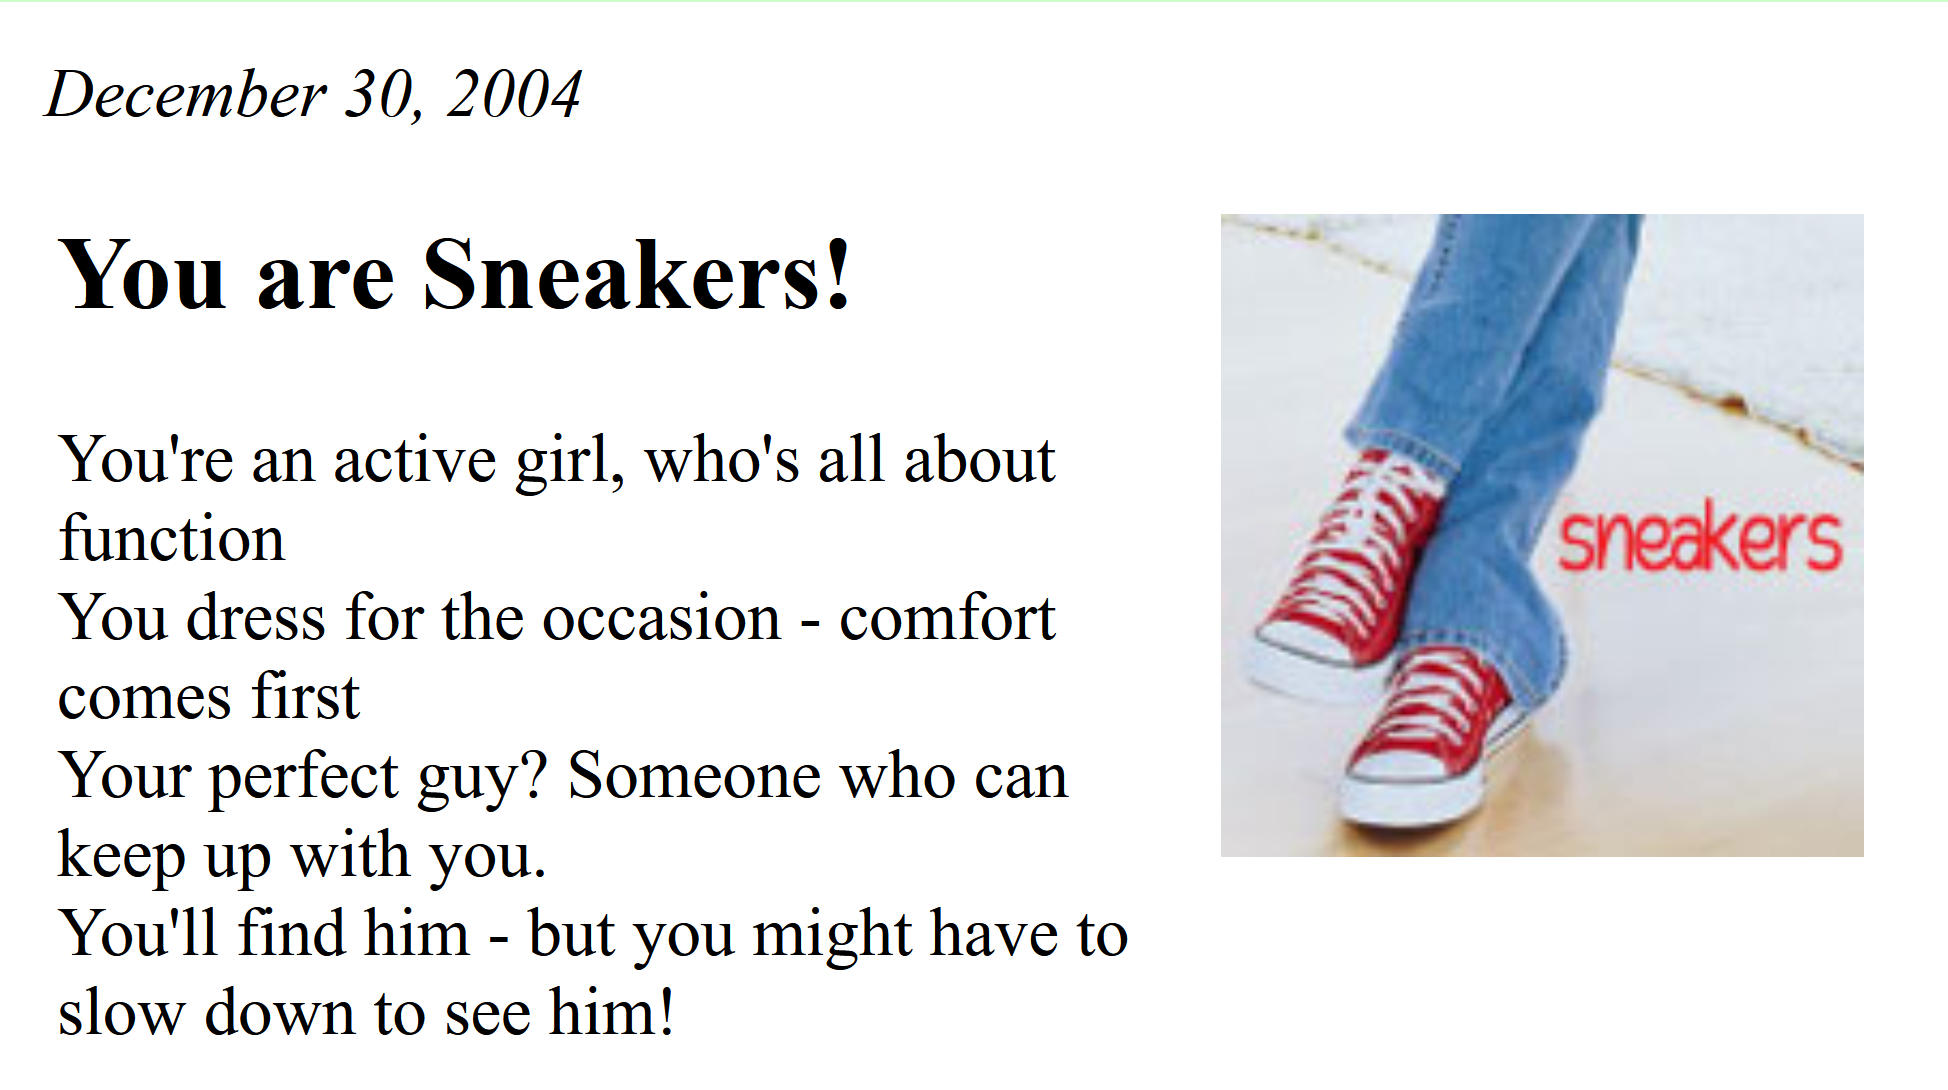 December 30, 2004
You are Sneakers!
You're an active girl, who's all about
function
You dress for the occasion - comfort
comes first
Your perfect guy? Someone who can
keep up with you.
You'll find him - but you might have to
slow down to see him!
sneakers